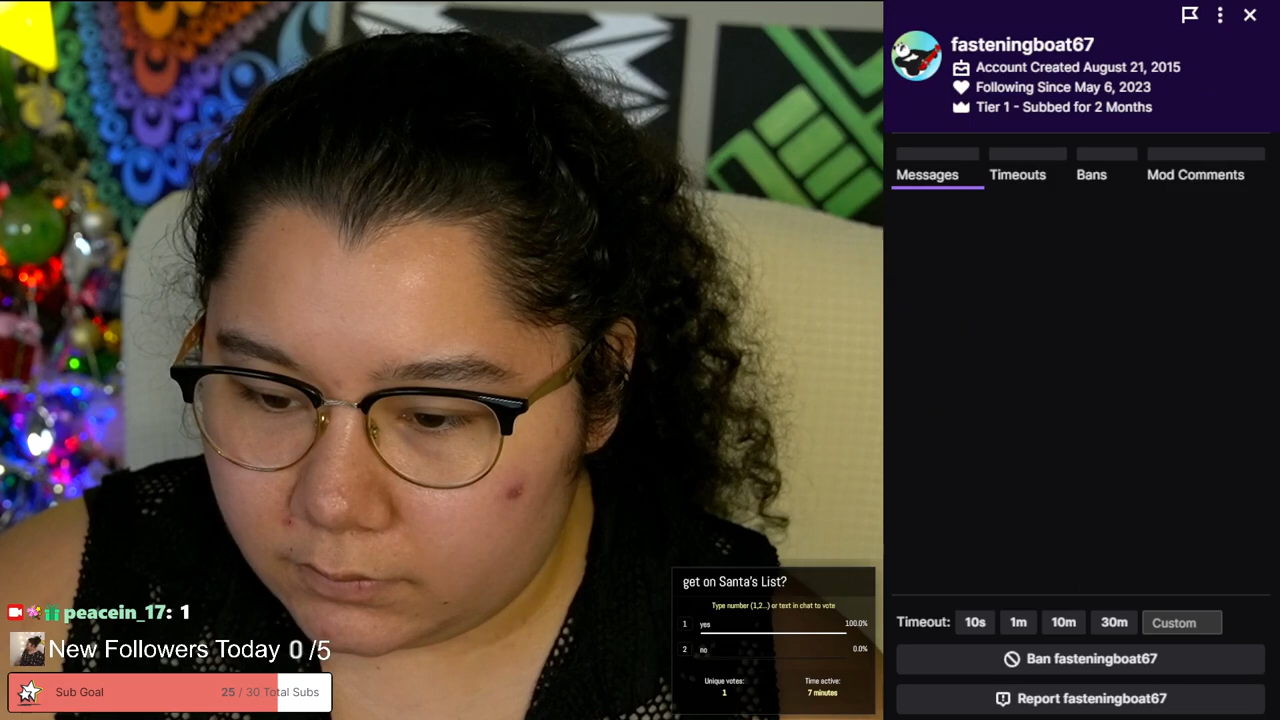 fasteningboat67
Account Created August 21, 2015
Following Since May 6, 2023
Tier 1 - Subbed for 2 Months
Messages
Timeouts
Bans
Mod Comments
get on Santa's List?
Type number (1,2...) or text in chat to vote
1 yes 100.0%
2 no 0.0%
Unique votes: Time active:
1 7 minutes
peacein_17: 1
New Followers Today 0 /5
Sub Goal 25 / 30 Total Subs
Timeout: 10s 1m 10m 30m Custom
Ban fasteningboat67
Report fasteningboat67